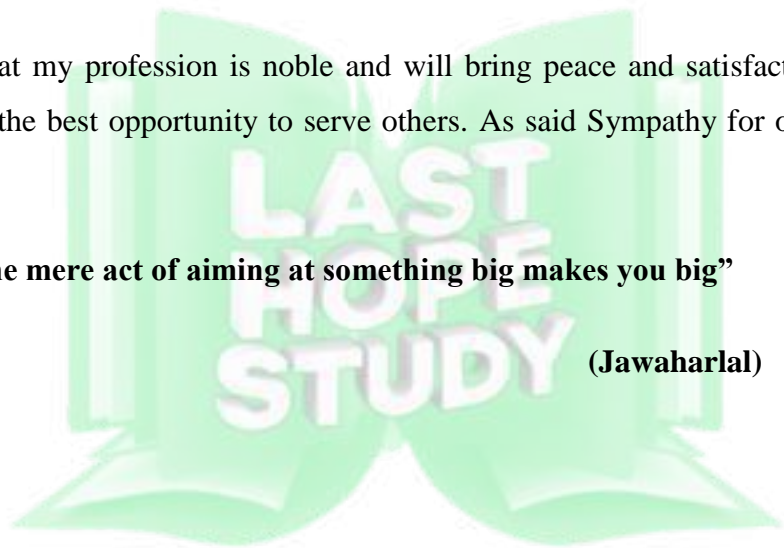 at my profession is noble and will bring peace and satisfact
the best opportunity to serve others. As said Sympathy for o
LAST
HOPE
STUDY
ne mere act of aiming at something big makes you big”
(Jawaharlal)